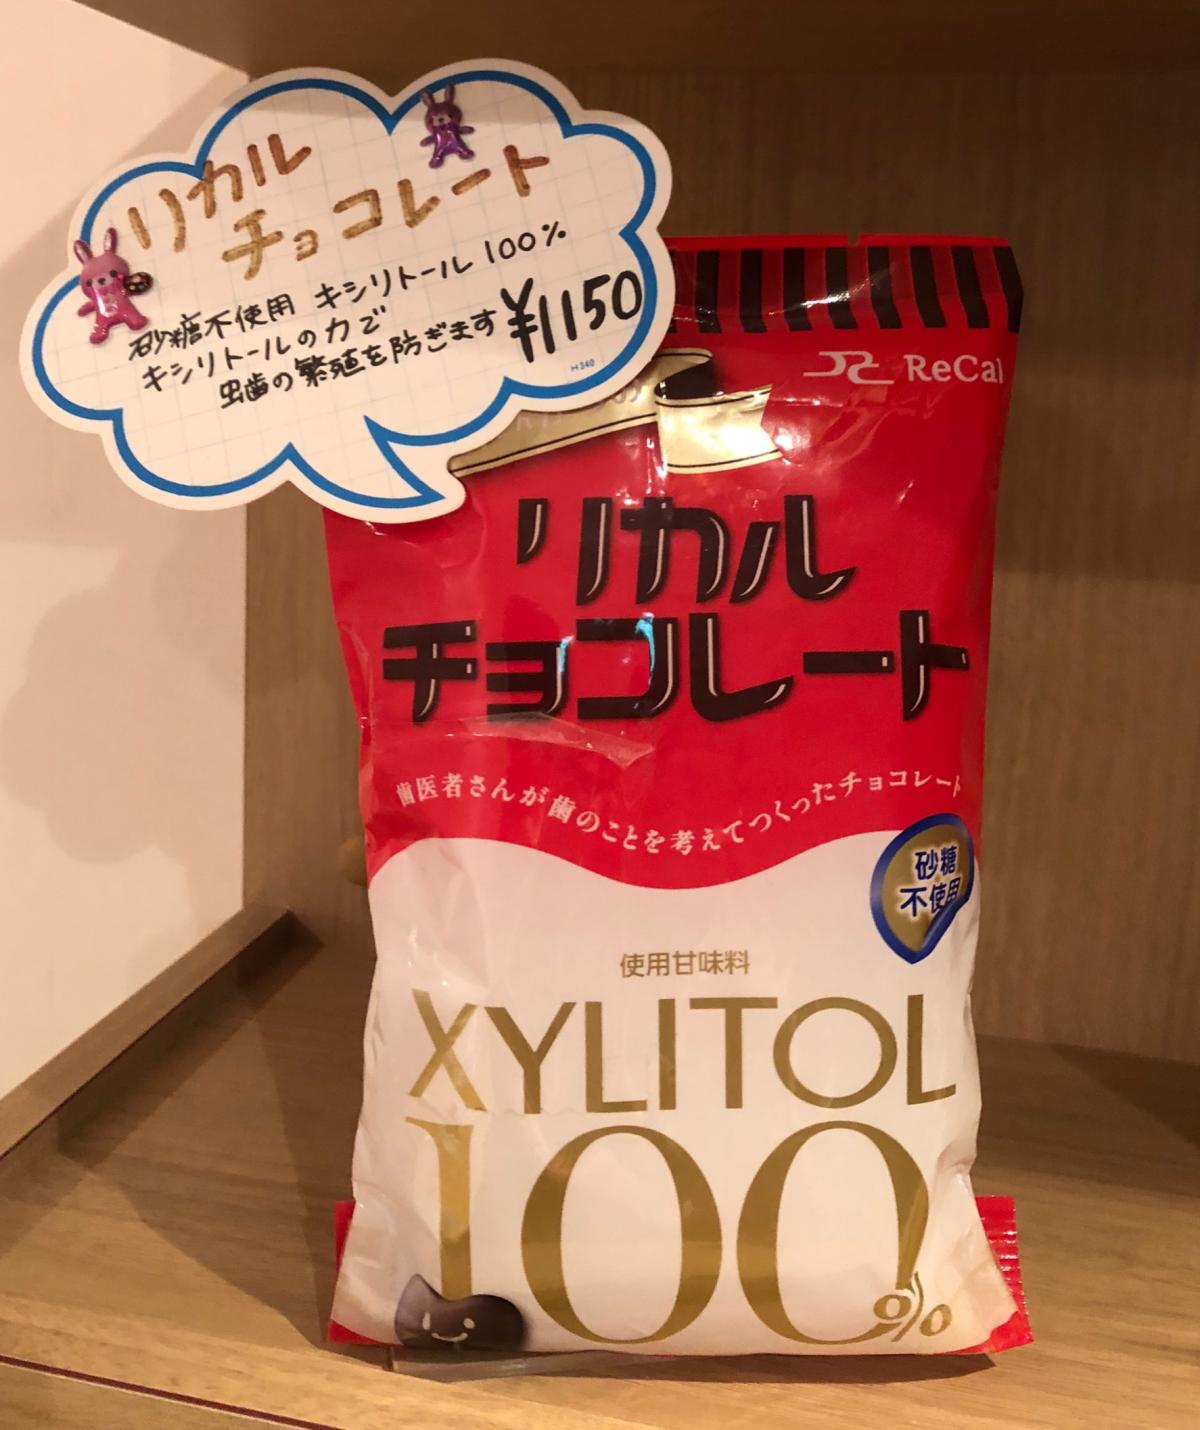 リカル
チョコレート
砂糖不使用 キシリトール 100%
キシリトールの力で
虫歯の繁殖を防ぎます ¥1150
H340
ReCal
リカル
チョコレート
歯医者さんが歯のことを考えてつくったチョコレート
砂糖
不使用
使用甘味料
XYLITOL
100%